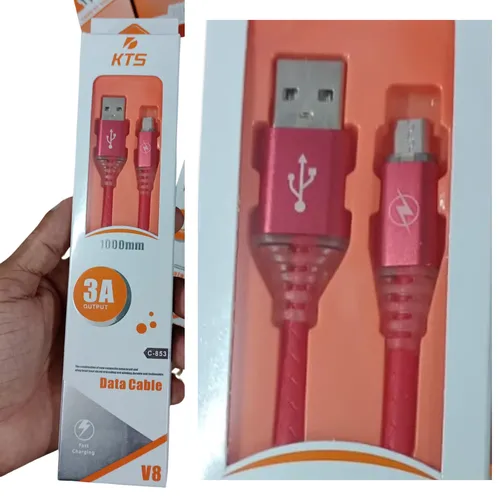 KTS
1000mm
3A
OUTPUT
C-853
Data Cable
Fast
Charging
V8